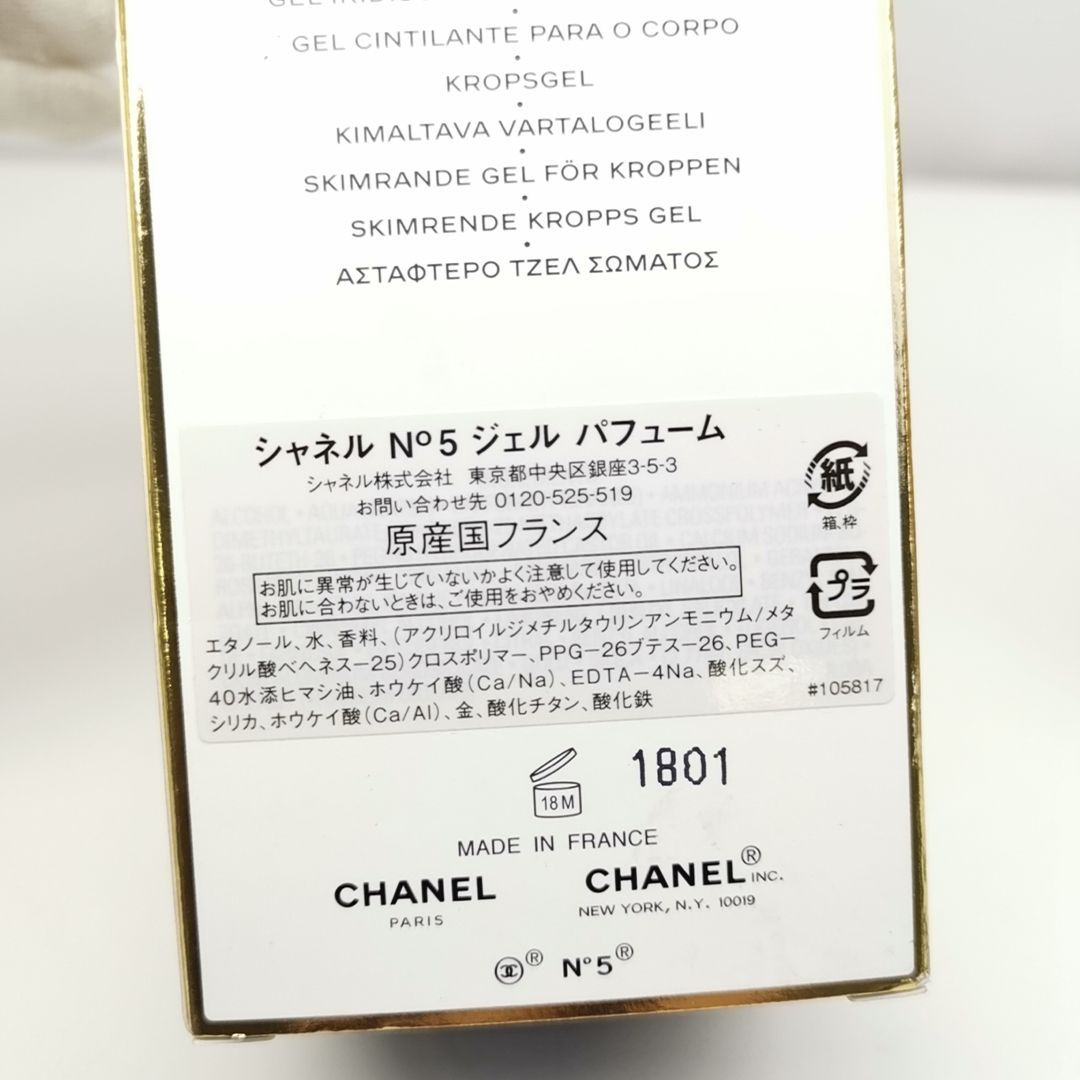 GEL CINTILANTE PARA O CORPO
KROPSGEL
KIMALTAVA VARTALOGEELI
SKIMRANDE GEL FÖR KROPPEN
SKIMRENDE KROPPS GEL
ΑΣΤΑΦΤΕΡΟ ΤΖΕΛ ΣΩΜΑΤΟΣ
シャネル Nº5 ジェル パフューム
シャネル株式会社 東京都中央区銀座3-5-3
お問い合わせ先 0120-525-519
原産国フランス
お肌に異常が生じていないかよく注意して使用してください。
お肌に合わないときは、ご使用をおやめください。
エタノール、水、香料、(アクリロイルジメチルタウリンアンモニウム/メタ
クリル酸ベヘネス-25)クロスポリマー、PPG-26ブテス-26、PEG-
40水添ヒマシ油、ホウケイ酸(Ca/Na)、EDTA-4Na、酸化スズ、
シリカ、ホウケイ酸(Ca/Al)、金、酸化チタン、酸化鉄
紙
箱、枠
プラ
フィルム
#105817
18M
1801
MADE IN FRANCE
CHANEL
PARIS
CHANEL® INC.
NEW YORK, N.Y. 10019
® N°5®